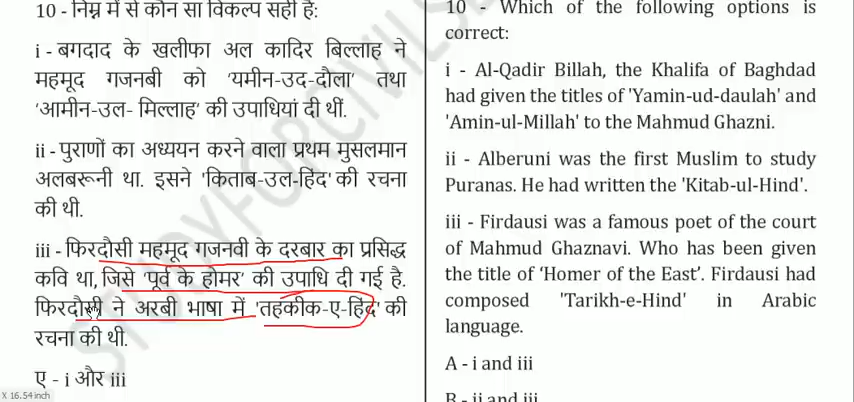 10 - निम्न में से कौन सा विकल्प सही है:
i - बगदाद के खलीफा अल कादिर बिल्लाह ने
महमूद गजनबी को ‘यमीन-उद-दौला’ तथा
‘आमीन-उल- मिल्लाह’ की उपाधियां दी थीं.
ii - पुराणों का अध्ययन करने वाला प्रथम मुसलमान
अलबरूनी था. इसने 'किताब-उल-हिंद' की रचना
की थी.
iii - फिरदौसी महमूद गजनवी के दरबार का प्रसिद्ध
कवि था, जिसे ‘पूर्व के होमर’ की उपाधि दी गई है.
फिरदौसी ने अरबी भाषा में 'तहकीक-ए-हिंद' की
रचना की थी.
ए - i और iii
10 - Which of the following options is
correct:
i - Al-Qadir Billah, the Khalifa of Baghdad
had given the titles of 'Yamin-ud-daulah' and
'Amin-ul-Millah' to the Mahmud Ghazni.
ii - Alberuni was the first Muslim to study
Puranas. He had written the 'Kitab-ul-Hind'.
iii - Firdausi was a famous poet of the court
of Mahmud Ghaznavi. Who has been given
the title of ‘Homer of the East’. Firdausi had
composed 'Tarikh-e-Hind' in Arabic
language.
A - i and iii
B - ii and iii
STUDYFORCIVILS
X 16.54 inch